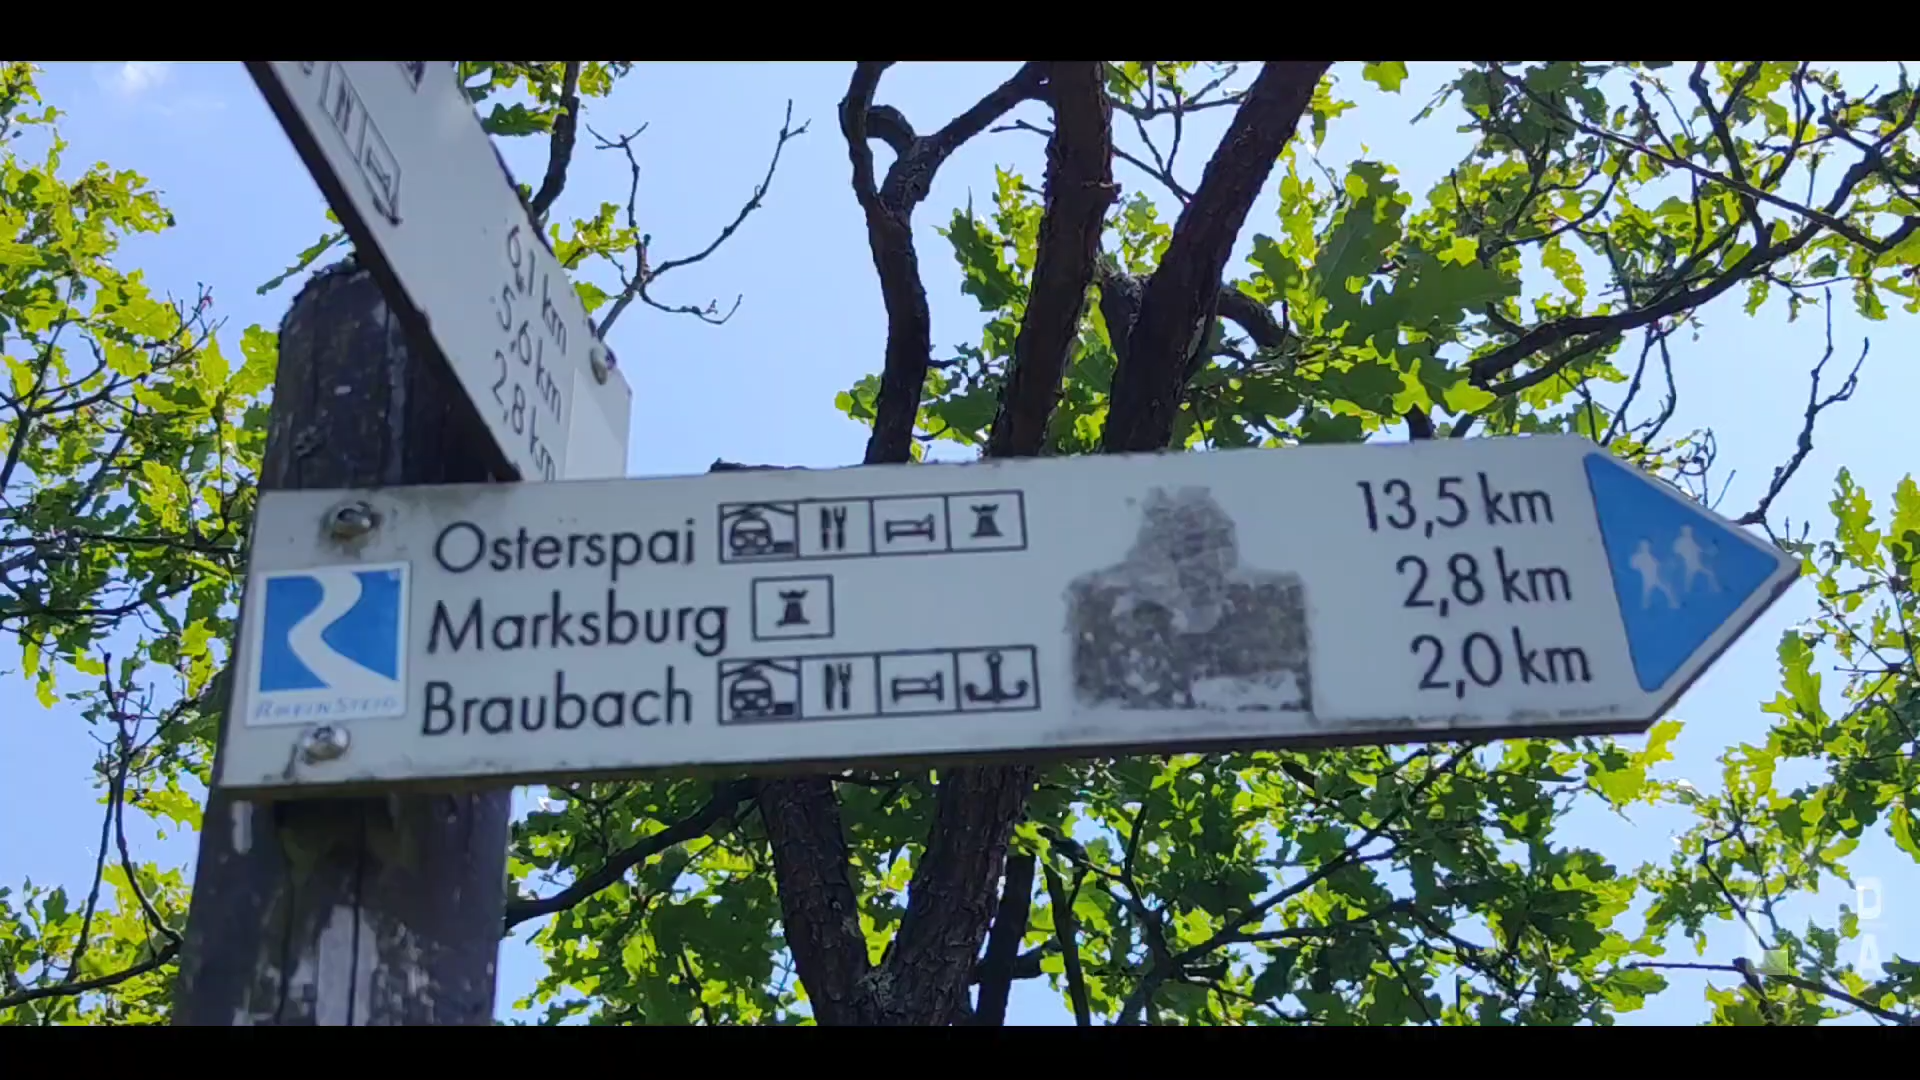 6,1 km
5,6 km
2,8 km
Osterspai 13,5 km
Marksburg 2,8 km
Braubach 2,0 km
RHEINSTEIG
D
A